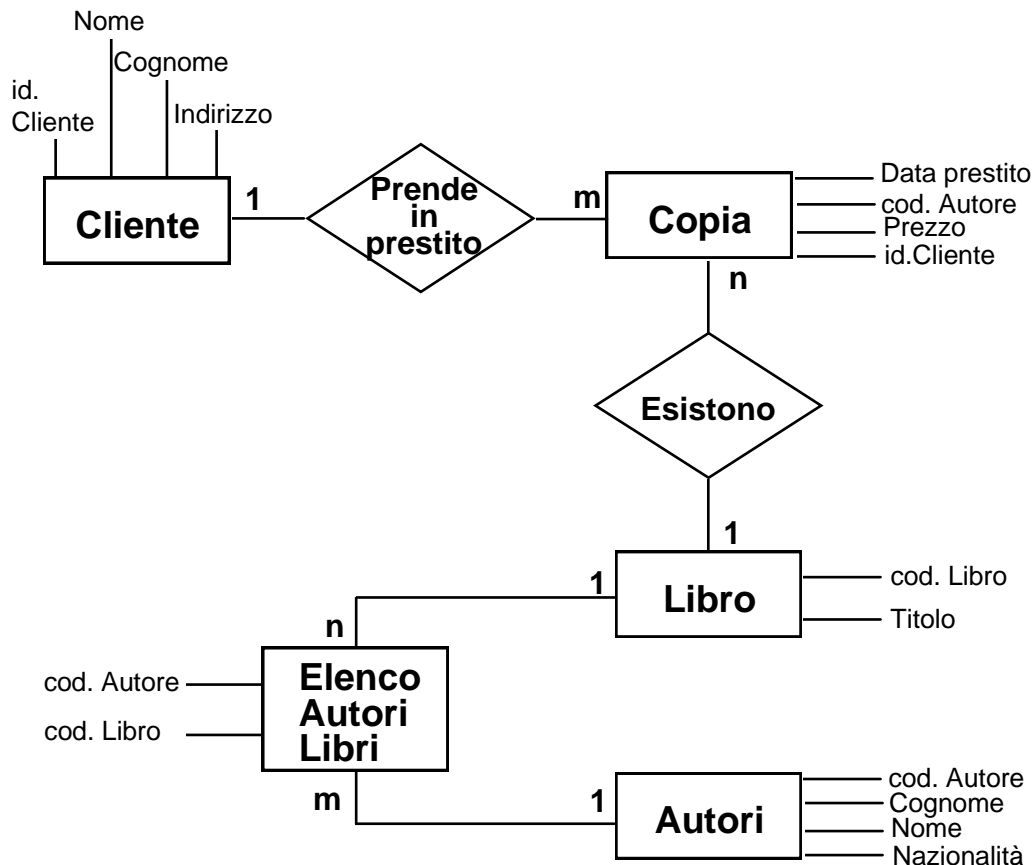 Nome
Cognome
id.
Cliente
Indirizzo
Cliente
1
Prende
in
prestito
m
Copia
Data prestito
cod. Autore
Prezzo
id.Cliente
n
Esistono
1
Libro
cod. Libro
Titolo
1
n
Elenco
Autori
Libri
cod. Autore
cod. Libro
m
1
Autori
cod. Autore
Cognome
Nome
Nazionalità